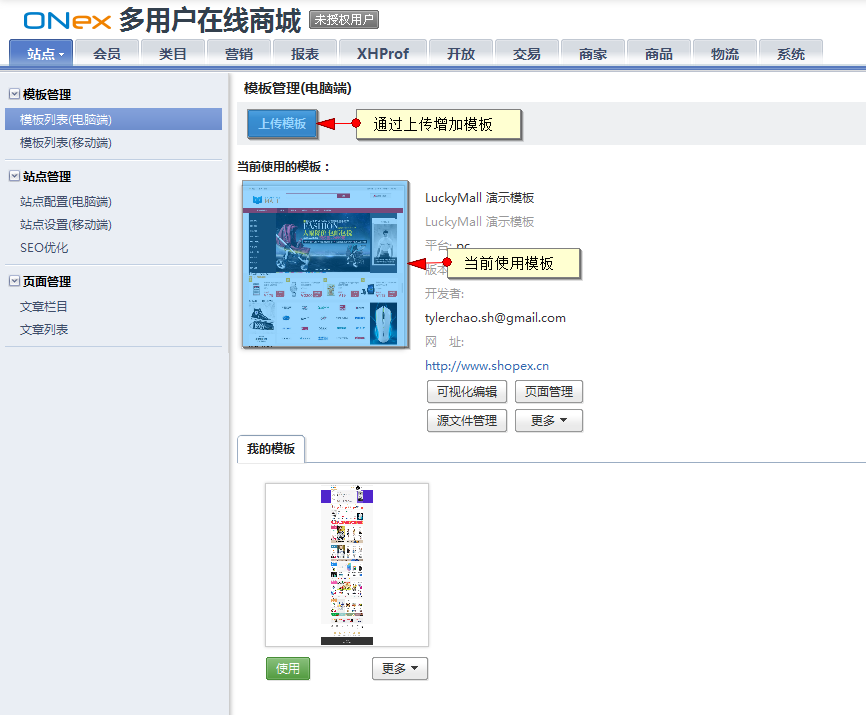 ONex 多用户在线商城 未授权用户
站点 会员 类目 营销 报表 XHProf 开放 交易 商家 商品 物流 系统
模板管理
模板列表(电脑端)
模板列表(移动端)
站点管理
站点配置(电脑端)
站点设置(移动端)
SEO优化
页面管理
文章栏目
文章列表
模板管理(电脑端)
上传模板 通过上传增加模板
当前使用的模板：
LuckyMall 演示模板
LuckyMall 演示模板
平台: pc
版本
当前使用模板
开发者:
tylerchao.sh@gmail.com
网 址:
http://www.shopex.cn
可视化编辑 页面管理
源文件管理 更多
我的模板
FASHION
使用 更多